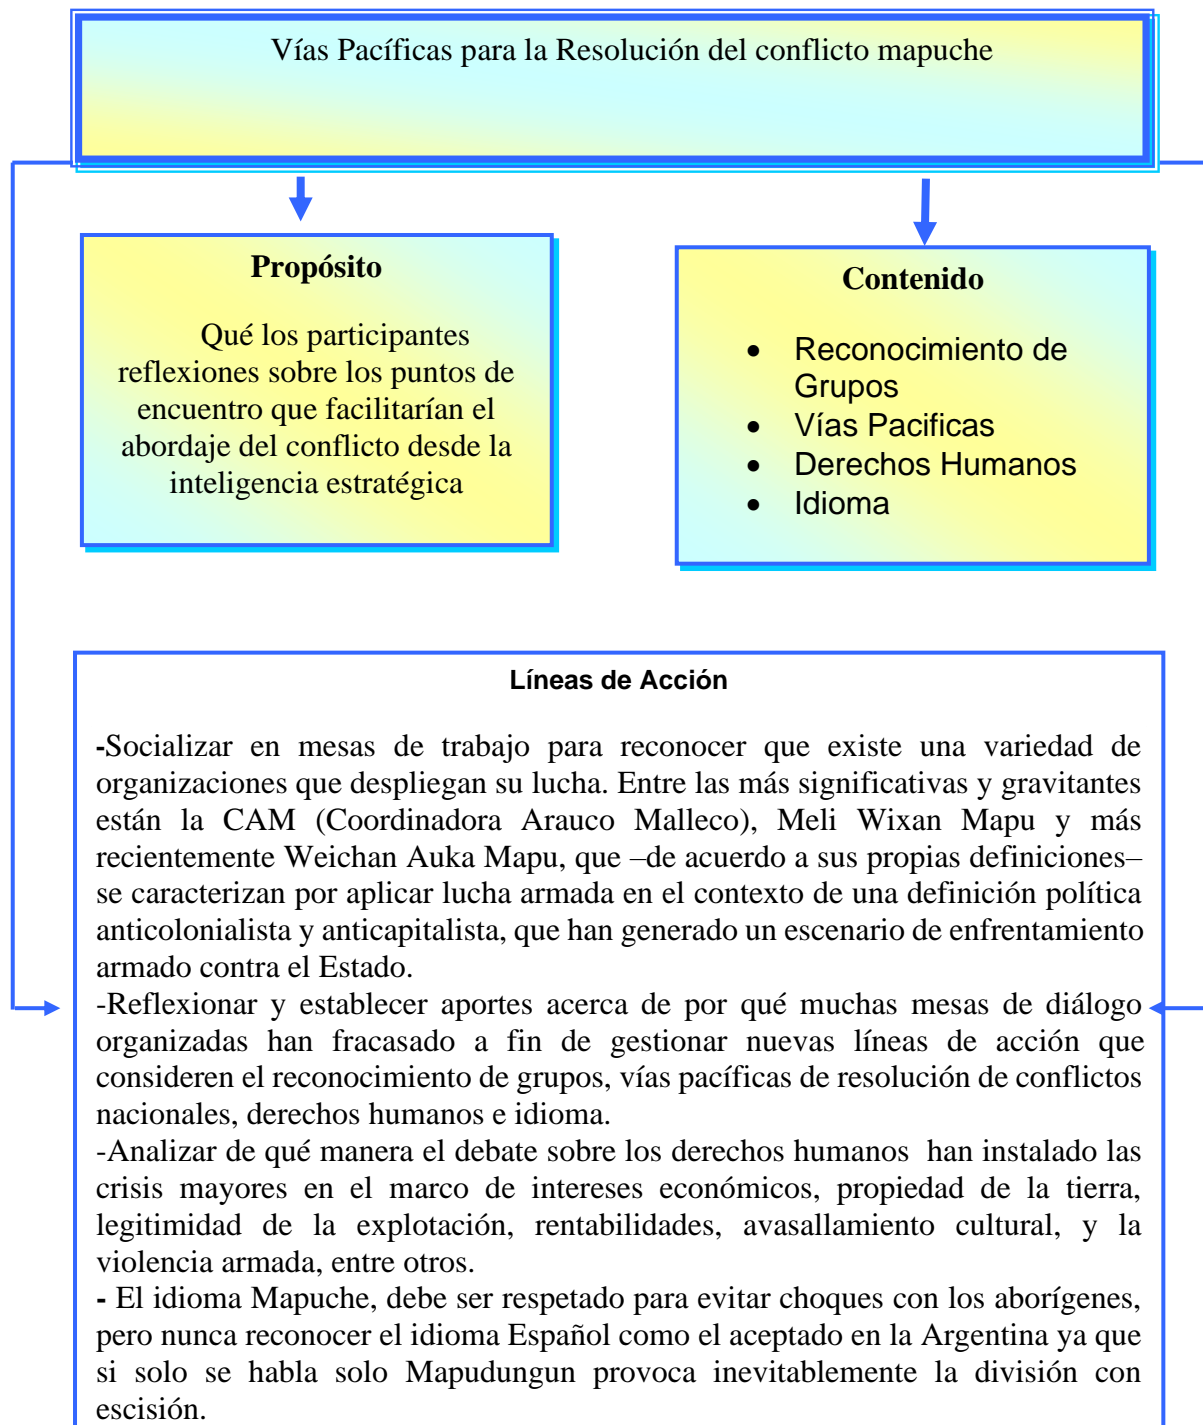 Vías Pacíficas para la Resolución del conflicto mapuche
Propósito
Qué los participantes
reflexiones sobre los puntos de
encuentro que facilitarían el
abordaje del conflicto desde la
inteligencia estratégica
Contenido
• Reconocimiento de
Grupos
• Vías Pacificas
• Derechos Humanos
• Idioma
Líneas de Acción
-Socializar en mesas de trabajo para reconocer que existe una variedad de
organizaciones que despliegan su lucha. Entre las más significativas y gravitantes
están la CAM (Coordinadora Arauco Malleco), Meli Wixan Mapu y más
recientemente Weichan Auka Mapu, que –de acuerdo a sus propias definiciones–
se caracterizan por aplicar lucha armada en el contexto de una definición política
anticolonialista y anticapitalista, que han generado un escenario de enfrentamiento
armado contra el Estado.
-Reflexionar y establecer aportes acerca de por qué muchas mesas de diálogo
organizadas han fracasado a fin de gestionar nuevas líneas de acción que
consideren el reconocimiento de grupos, vías pacíficas de resolución de conflictos
nacionales, derechos humanos e idioma.
-Analizar de qué manera el debate sobre los derechos humanos han instalado las
crisis mayores en el marco de intereses económicos, propiedad de la tierra,
legitimidad de la explotación, rentabilidades, avasallamiento cultural, y la
violencia armada, entre otros.
- El idioma Mapuche, debe ser respetado para evitar choques con los aborígenes,
pero nunca reconocer el idioma Español como el aceptado en la Argentina ya que
si solo se habla solo Mapudungun provoca inevitablemente la división con
escisión.